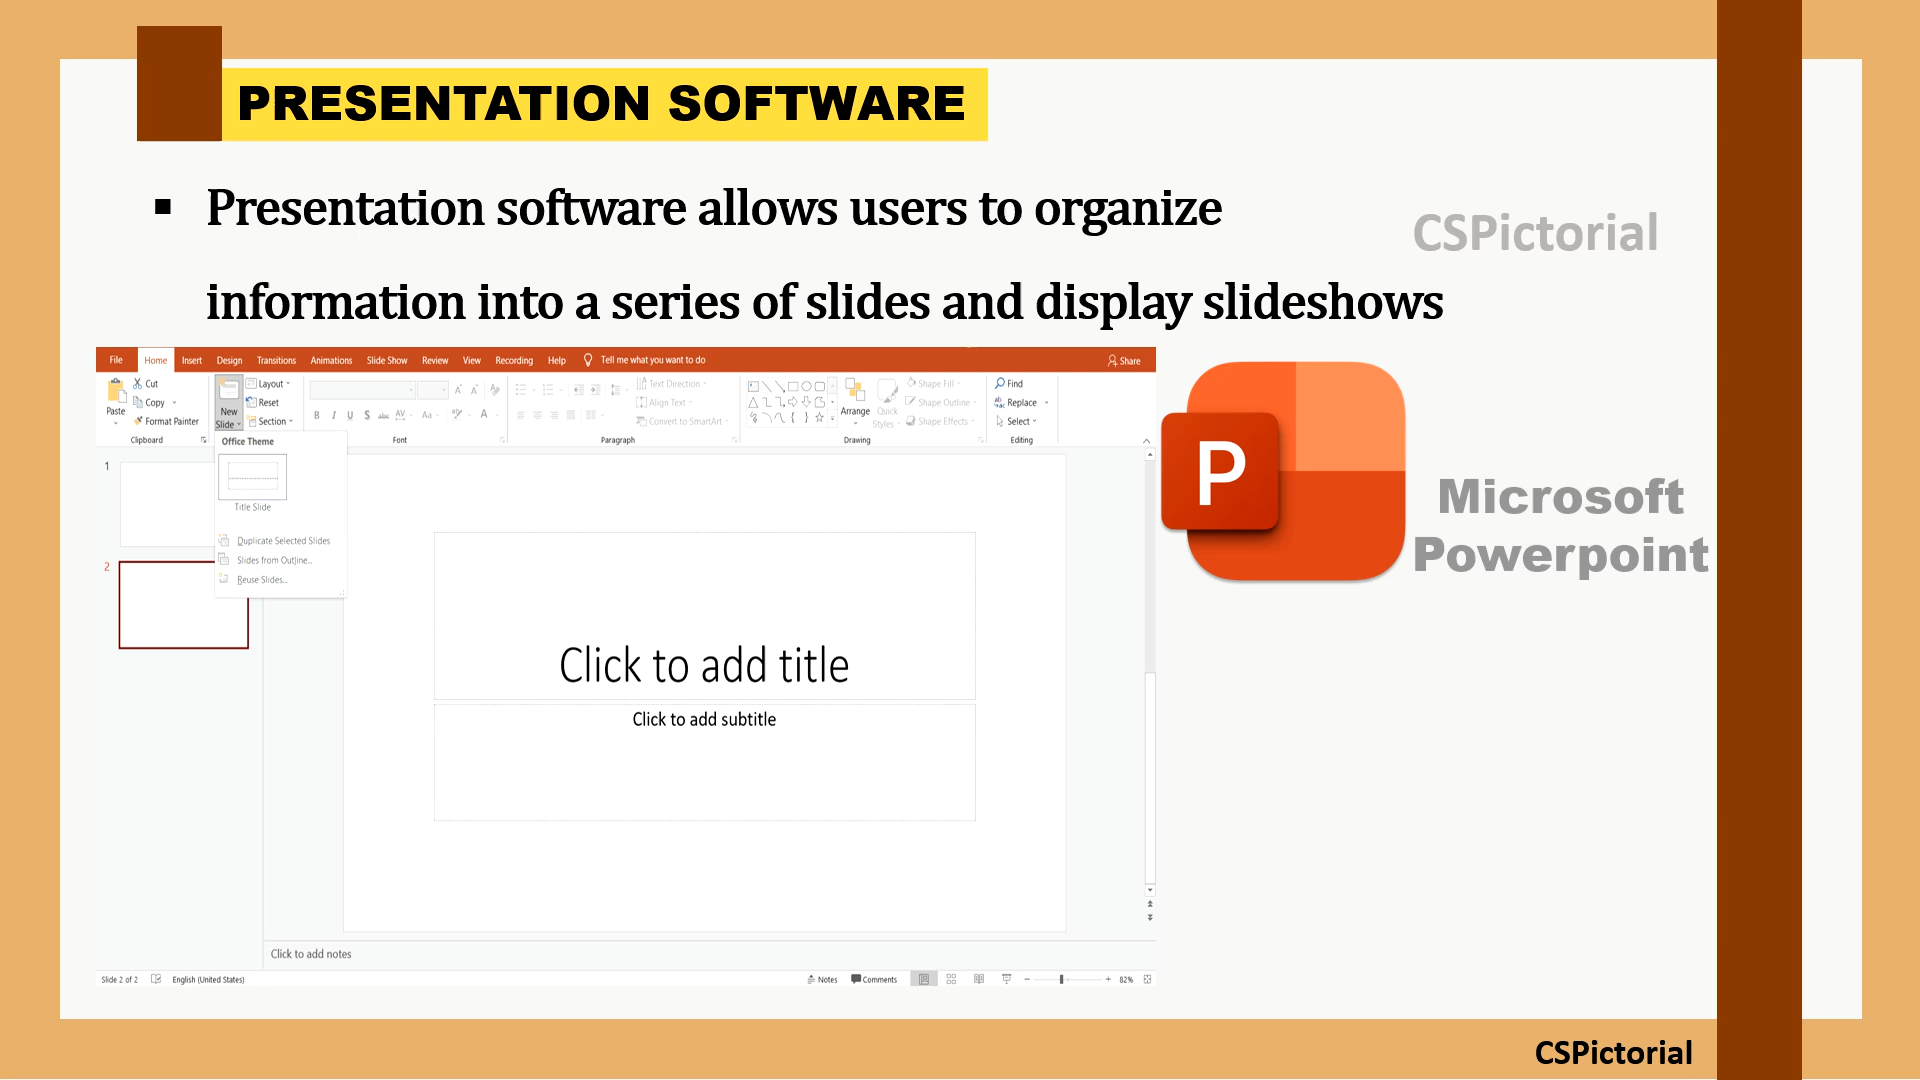 PRESENTATION SOFTWARE
▪ Presentation software allows users to organize
information into a series of slides and display slideshows
CSPictorial
File Home Insert Design Transitions Animations Slide Show Review View Recording Help Tell me what you want to do Share
Cut
Copy
Format Painter
Paste
Clipboard
New
Slide
Layout
Reset
Section
B I U S abc AV Aa A
Font
Text Direction
Align Text
Convert to SmartArt
Paragraph
Arrange
Quick
Styles
Shape Fill
Shape Outline
Shape Effects
Drawing
Find
Replace
Select
Editing
Office Theme
Title Slide
Duplicate Selected Slides
Slides from Outline...
Reuse Slides...
1
2
Click to add title
Click to add subtitle
Click to add notes
Slide 2 of 2 English (United States) Notes Comments 82%
P
Microsoft
Powerpoint
CSPictorial